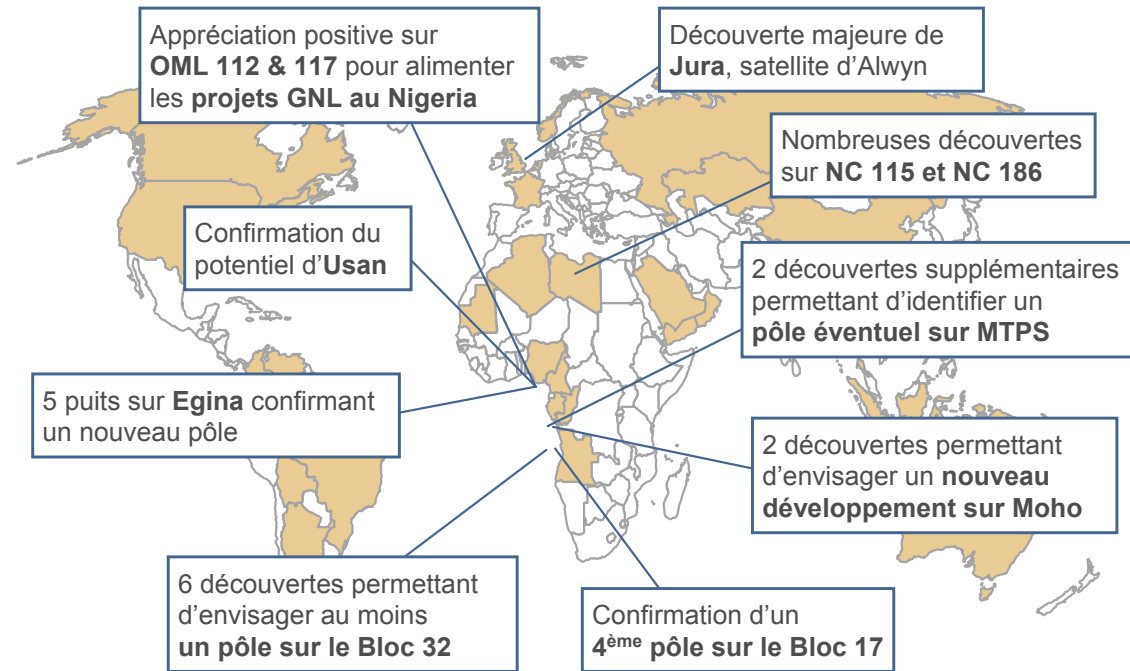 Appréciation positive sur
OML 112 & 117 pour alimenter
les projets GNL au Nigeria
Découverte majeure de
Jura, satellite d’Alwyn
Nombreuses découvertes
sur NC 115 et NC 186
Confirmation du
potentiel d’Usan
2 découvertes supplémentaires
permettant d’identifier un
pôle éventuel sur MTPS
5 puits sur Egina confirmant
un nouveau pôle
2 découvertes permettant
d’envisager un nouveau
développement sur Moho
6 découvertes permettant
d’envisager au moins
un pôle sur le Bloc 32
Confirmation d’un
4ème pôle sur le Bloc 17